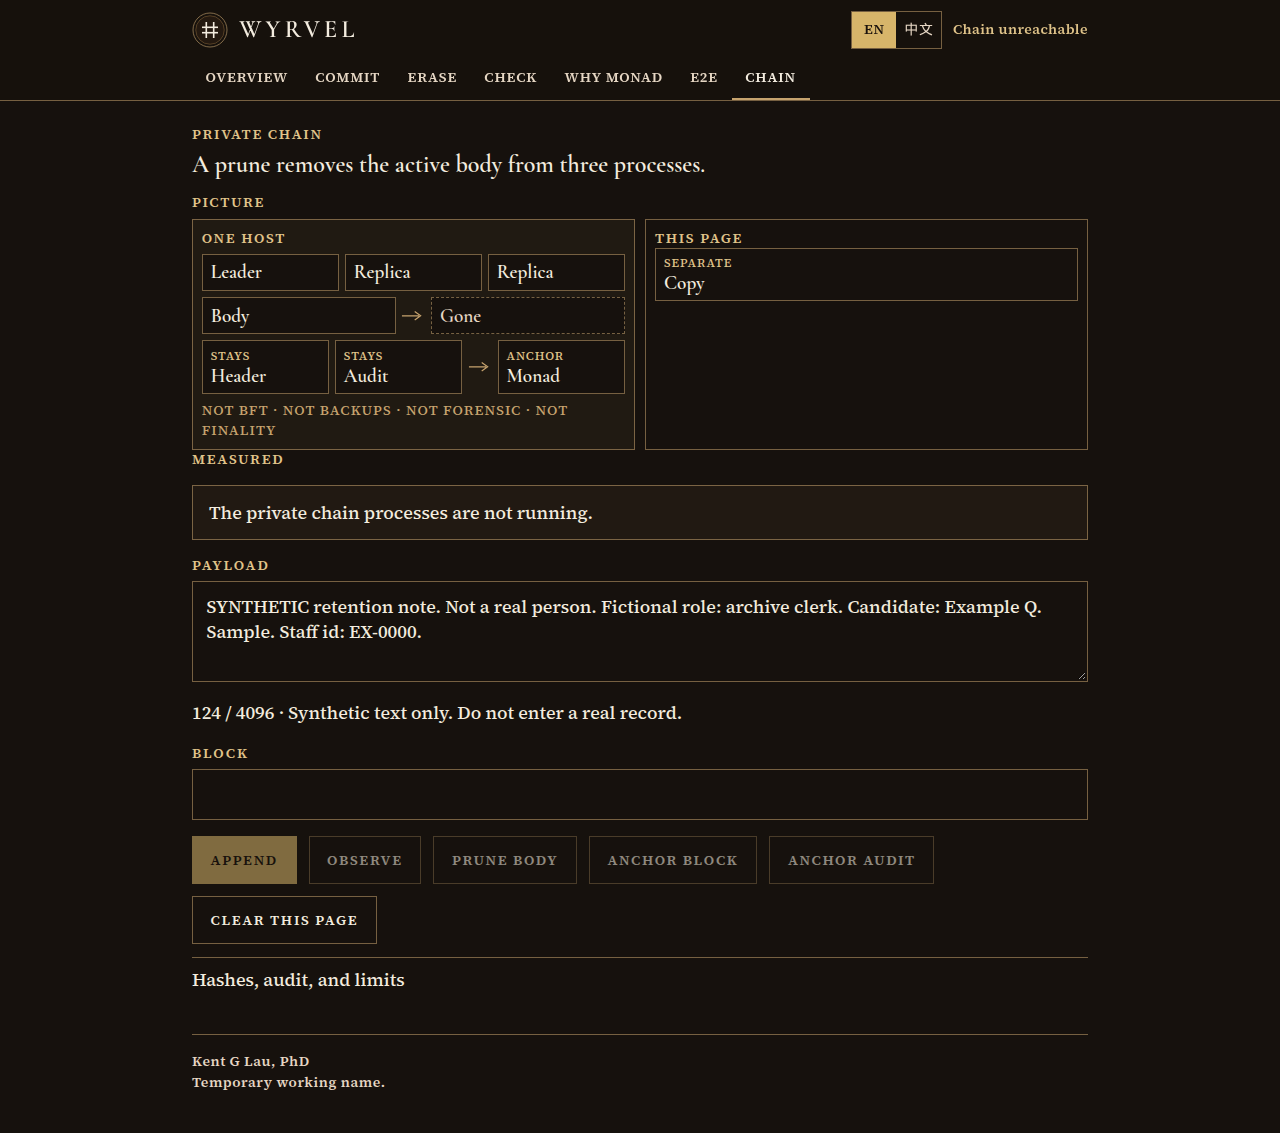 WYRVEL
EN 中文 Chain unreachable
OVERVIEW COMMIT ERASE CHECK WHY MONAD E2E CHAIN
PRIVATE CHAIN
A prune removes the active body from three processes.
PICTURE
ONE HOST
Leader Replica Replica
Body → Gone
STAYS STAYS ANCHOR
Header Audit → Monad
NOT BFT · NOT BACKUPS · NOT FORENSIC · NOT
FINALITY
THIS PAGE
SEPARATE
Copy
MEASURED
The private chain processes are not running.
PAYLOAD
SYNTHETIC retention note. Not a real person. Fictional role: archive clerk. Candidate: Example Q.
Sample. Staff id: EX-0000.
124 / 4096 · Synthetic text only. Do not enter a real record.
BLOCK
APPEND OBSERVE PRUNE BODY ANCHOR BLOCK ANCHOR AUDIT
CLEAR THIS PAGE
Hashes, audit, and limits
Kent G Lau, PhD
Temporary working name.